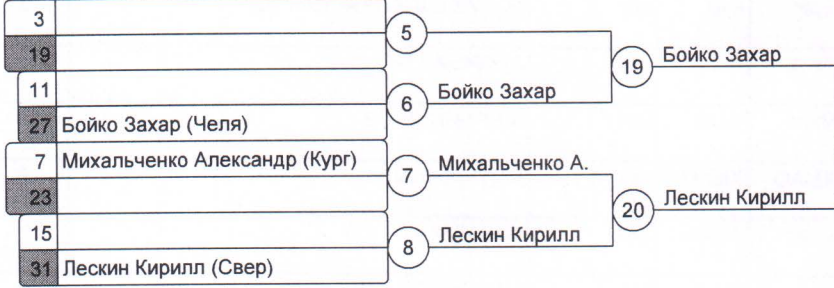 3
5
19
19 Бойко Захар
11
6 Бойко Захар
27 Бойко Захар (Челя)
7 Михальченко Александр (Кург)
7 Михальченко А.
23
20 Лескин Кирилл
15
8 Лескин Кирилл
31 Лескин Кирилл (Свер)